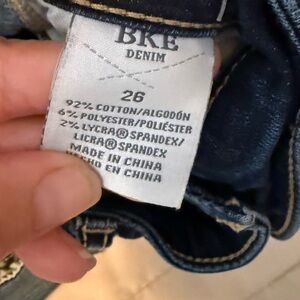 BKE
DENIM
26
92% COTTON/ALGODÓN
6% POLYESTER/POLIÉSTER
2% LYCRA® SPANDEX/
LICRA® SPANDEX
MADE IN CHINA
HECHO EN CHINA